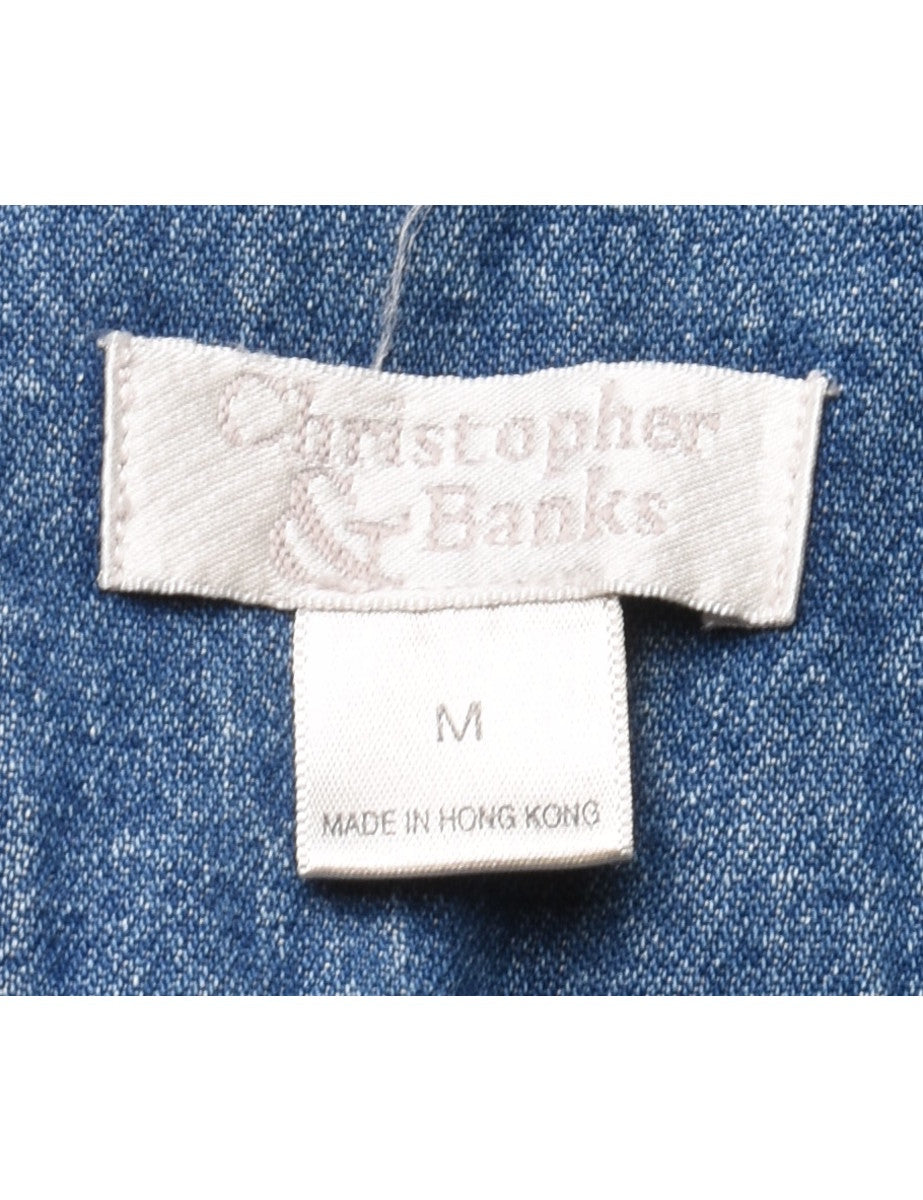 Christopher
& Banks
M
MADE IN HONG KONG